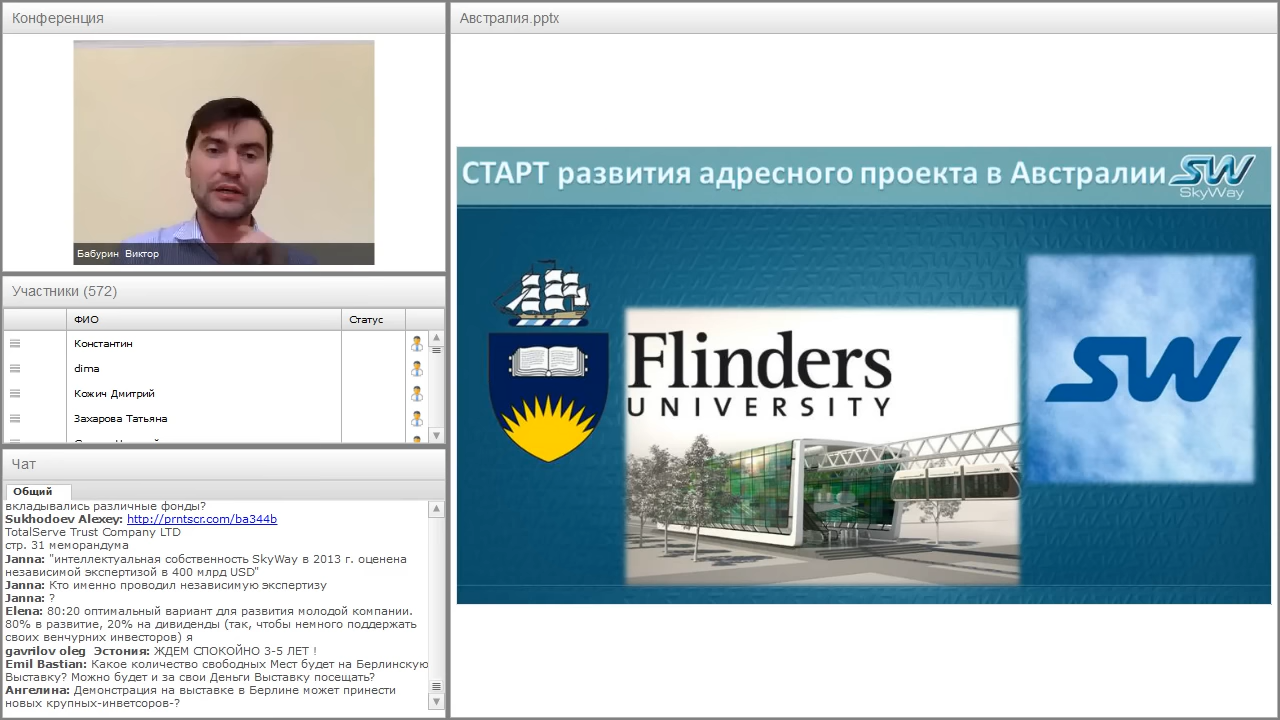 Конференция
Бабурин Виктор
Участники (572)
ФИО
Статус
Константин
dima
Кожич Дмитрий
Захарова Татьяна
Чат
Общий
вкладывались различные фонды?
Sukhodoev Alexey: http://prntscr.com/ba344b
TotalServe Trust Company LTD
стр. 31 меморандума
Janna: "интеллектуальная собственность SkyWay в 2013 г. оценена
независимой экспертизой в 400 млрд USD"
Janna: Кто именно проводил независимую экспертизу
Janna: ?
Elena: 80:20 оптимальный вариант для развития молодой компании.
80% в развитие, 20% на дивиденды (так, чтобы немного поддержать
своих венчурних инвесторов) я
gavrilov oleg Эстония: ЖДЕМ СПОКОЙНО 3-5 ЛЕТ !
Emil Bastian: Какое количество свободных Мест будет на Берлинскую
Выставку? Можно будет и за свои Деньги Выставку посещать?
Ангелина: Демонстрация на выставке в Берлине может принести
новых крупных-инветсоров-?
Австралия.pptx
СТАРТ развития адресного проекта в Австралии
SW
SkyWay
Flinders
UNIVERSITY
SW